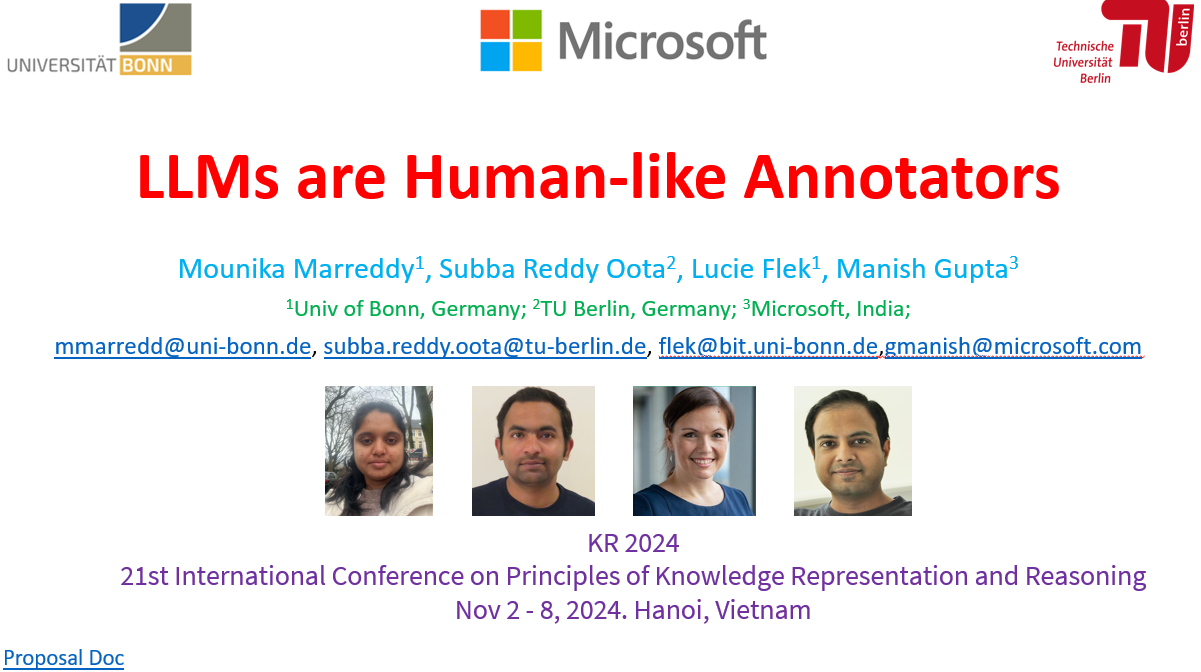 UNIVERSITÄT BONN
Microsoft
Technische
Universität
Berlin
berlin
LLMs are Human-like Annotators
Mounika Marreddy¹, Subba Reddy Oota², Lucie Flek¹, Manish Gupta³
¹Univ of Bonn, Germany; ²TU Berlin, Germany; ³Microsoft, India;
mmarredd@uni-bonn.de, subba.reddy.oota@tu-berlin.de, flek@bit.uni-bonn.de,gmanish@microsoft.com
KR 2024
21st International Conference on Principles of Knowledge Representation and Reasoning
Nov 2 - 8, 2024. Hanoi, Vietnam
Proposal Doc